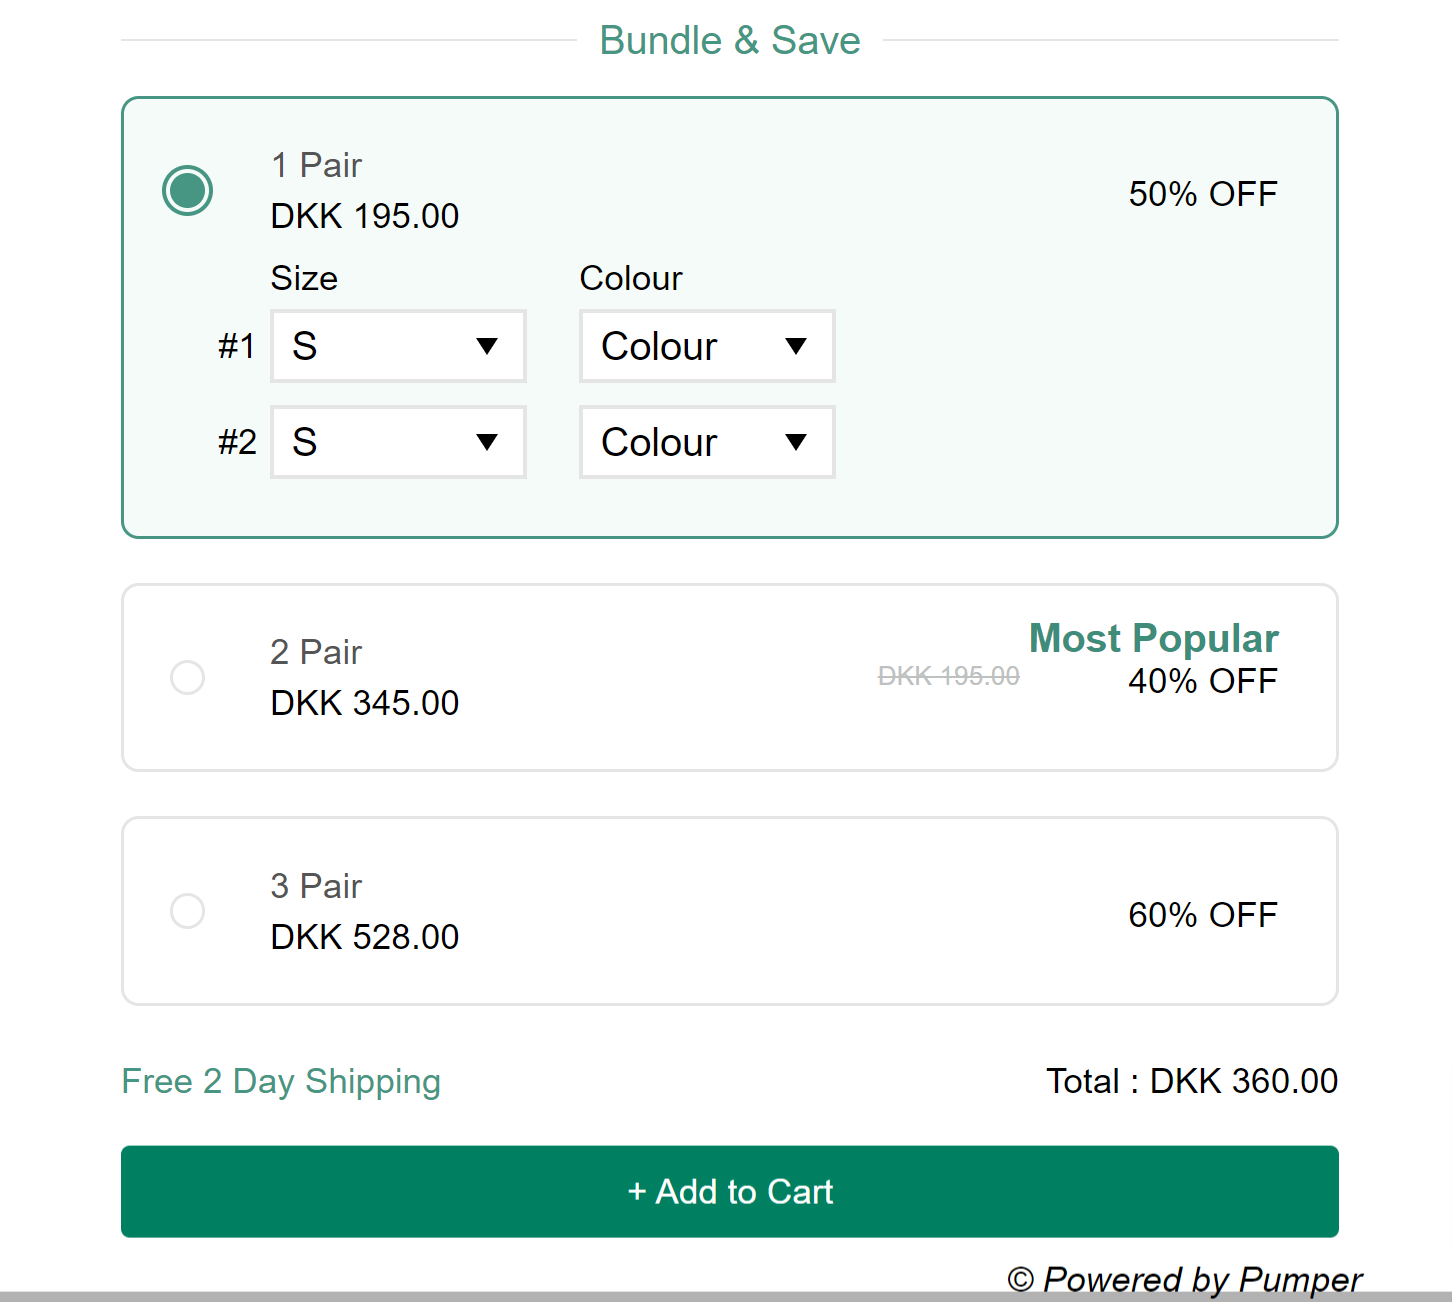 Bundle & Save
1 Pair
DKK 195.00
50% OFF
Size Colour
#1 S Colour
#2 S Colour
Most Popular
2 Pair
DKK 345.00
DKK 195.00
40% OFF
3 Pair
DKK 528.00
60% OFF
Free 2 Day Shipping
Total : DKK 360.00
+ Add to Cart
© Powered by Pumper